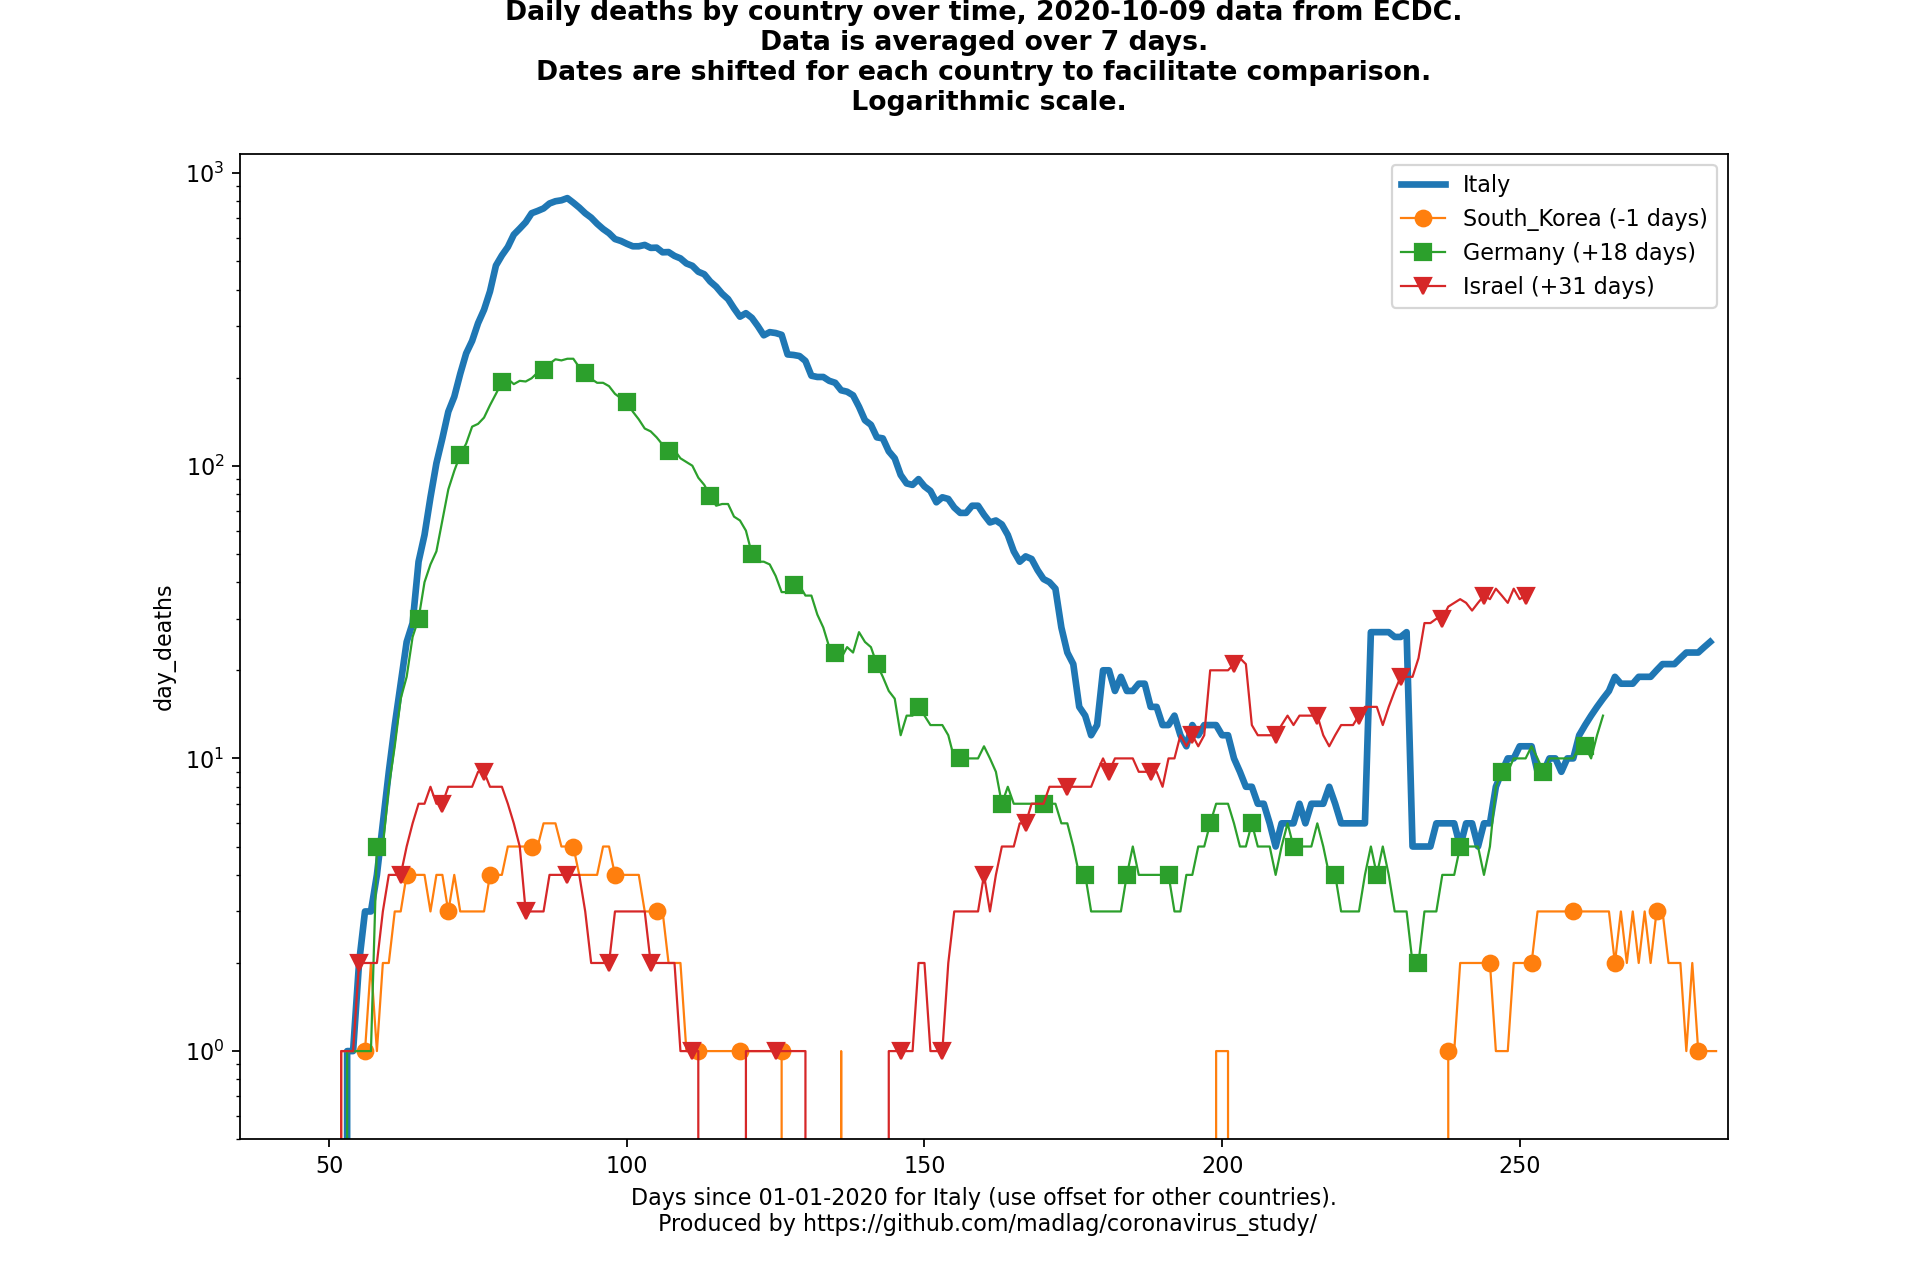 Daily deaths by country over time, 2020-10-09 data from ECDC.
Data is averaged over 7 days.
Dates are shifted for each country to facilitate comparison.
Logarithmic scale.
10³
10²
10¹
10⁰
day_deaths
Italy
South_Korea (-1 days)
Germany (+18 days)
Israel (+31 days)
50
100
150
200
250
Days since 01-01-2020 for Italy (use offset for other countries).
Produced by https://github.com/madlag/coronavirus_study/